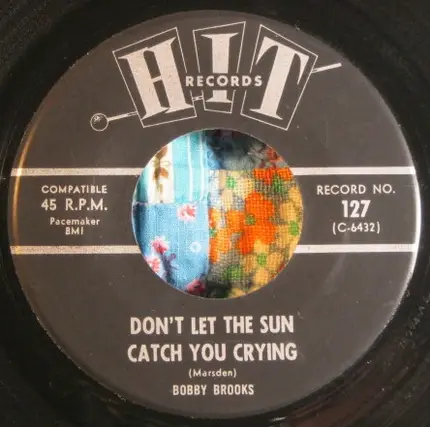 HIT
RECORDS
COMPATIBLE
45 R.P.M.
Pacemaker
BMI
RECORD NO.
127
(C-6432)
DON'T LET THE SUN
CATCH YOU CRYING
(Marsden)
BOBBY BROOKS